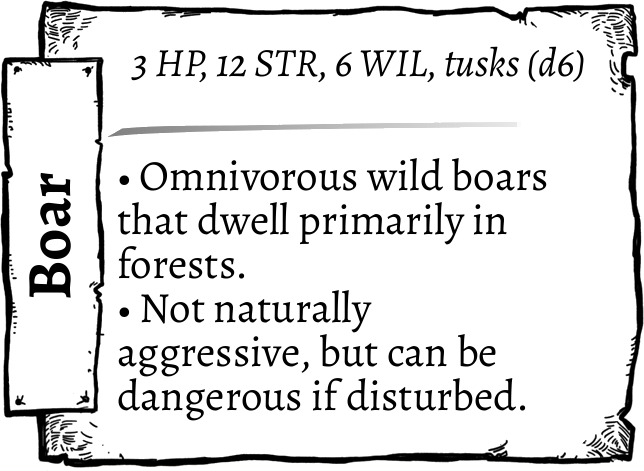 3 HP, 12 STR, 6 WIL, tusks (d6)
Boar
• Omnivorous wild boars
that dwell primarily in
forests.
• Not naturally
aggressive, but can be
dangerous if disturbed.